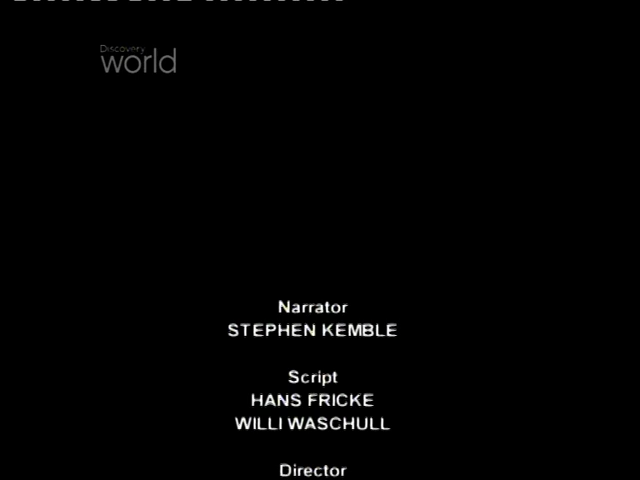 Discovery
world
Narrator
STEPHEN KEMBLE
Script
HANS FRICKE
WILLI WASCHULL
Director